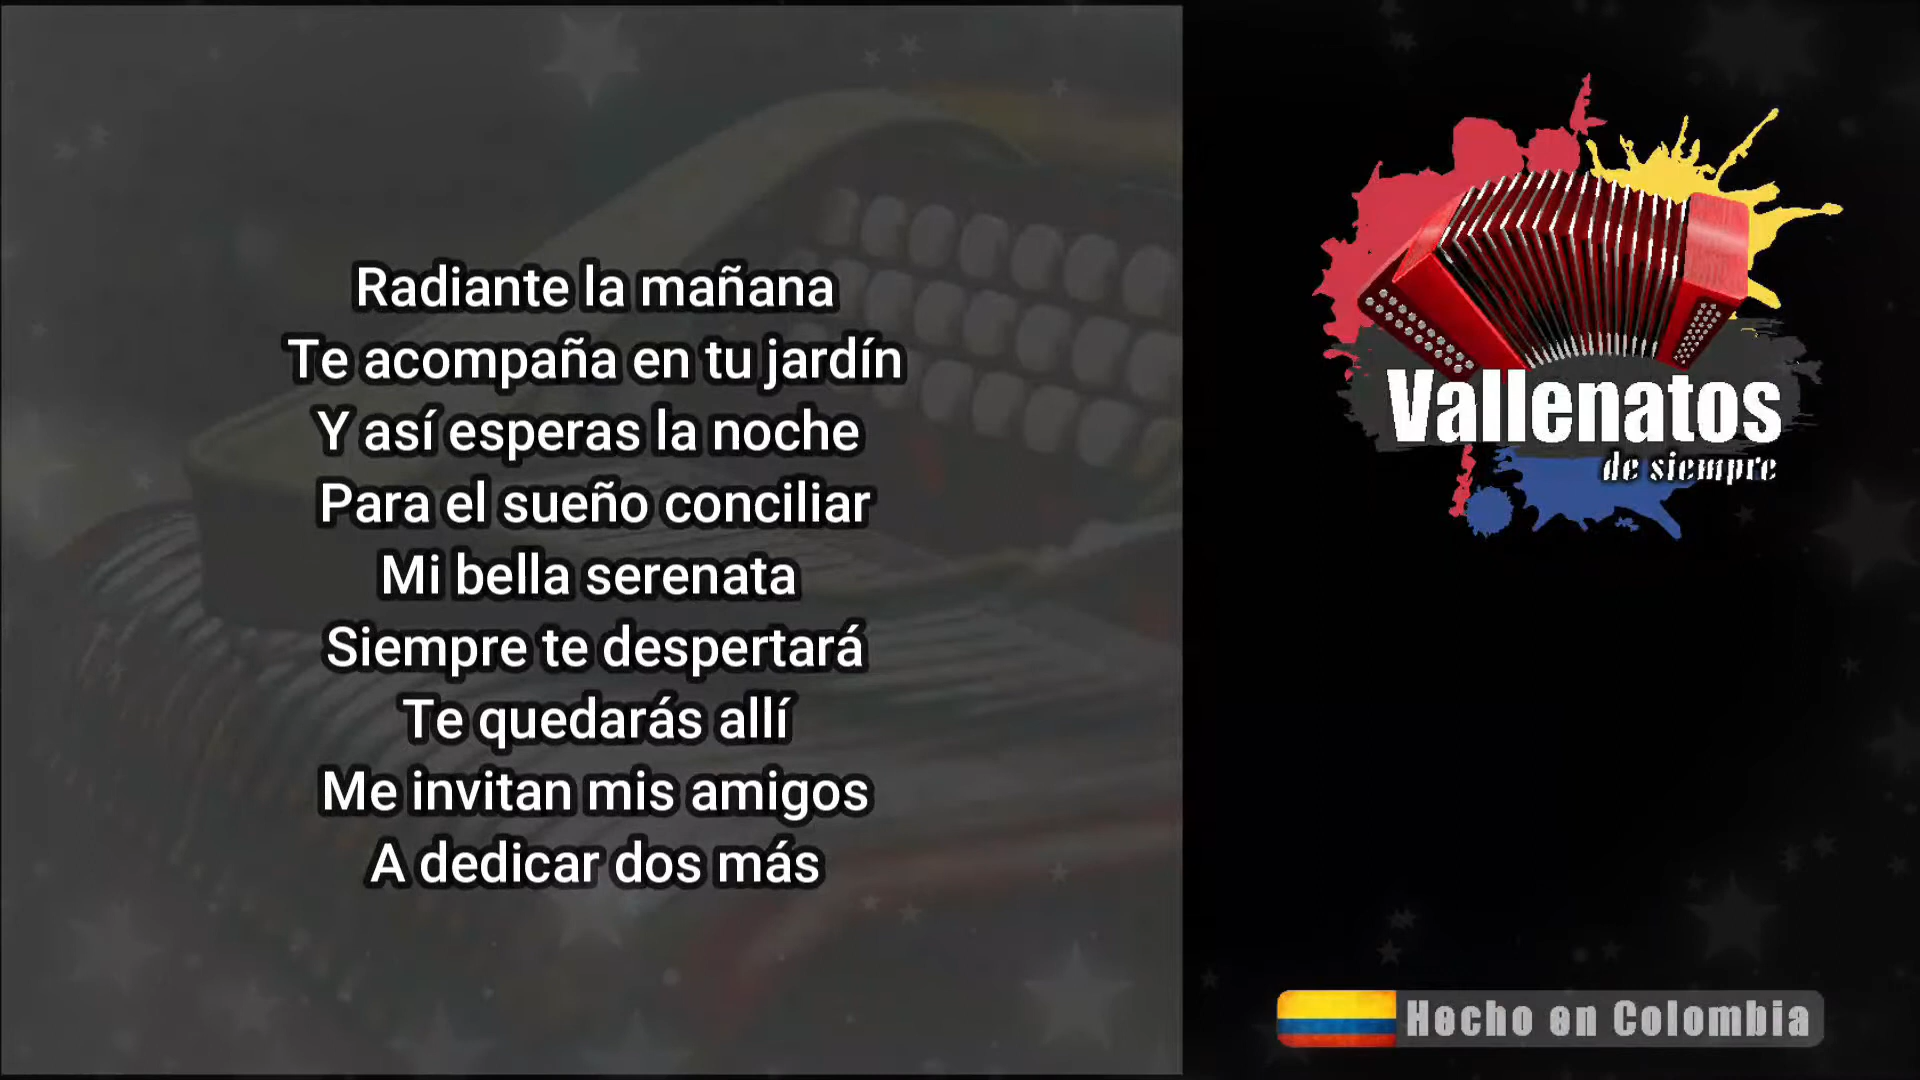 Radiante la mañana
Te acompaña en tu jardín
Y así esperas la noche
Para el sueño conciliar
Mi bella serenata
Siempre te despertará
Te quedarás allí
Me invitan mis amigos
A dedicar dos más
Vallenatos
de siempre
Hecho en Colombia